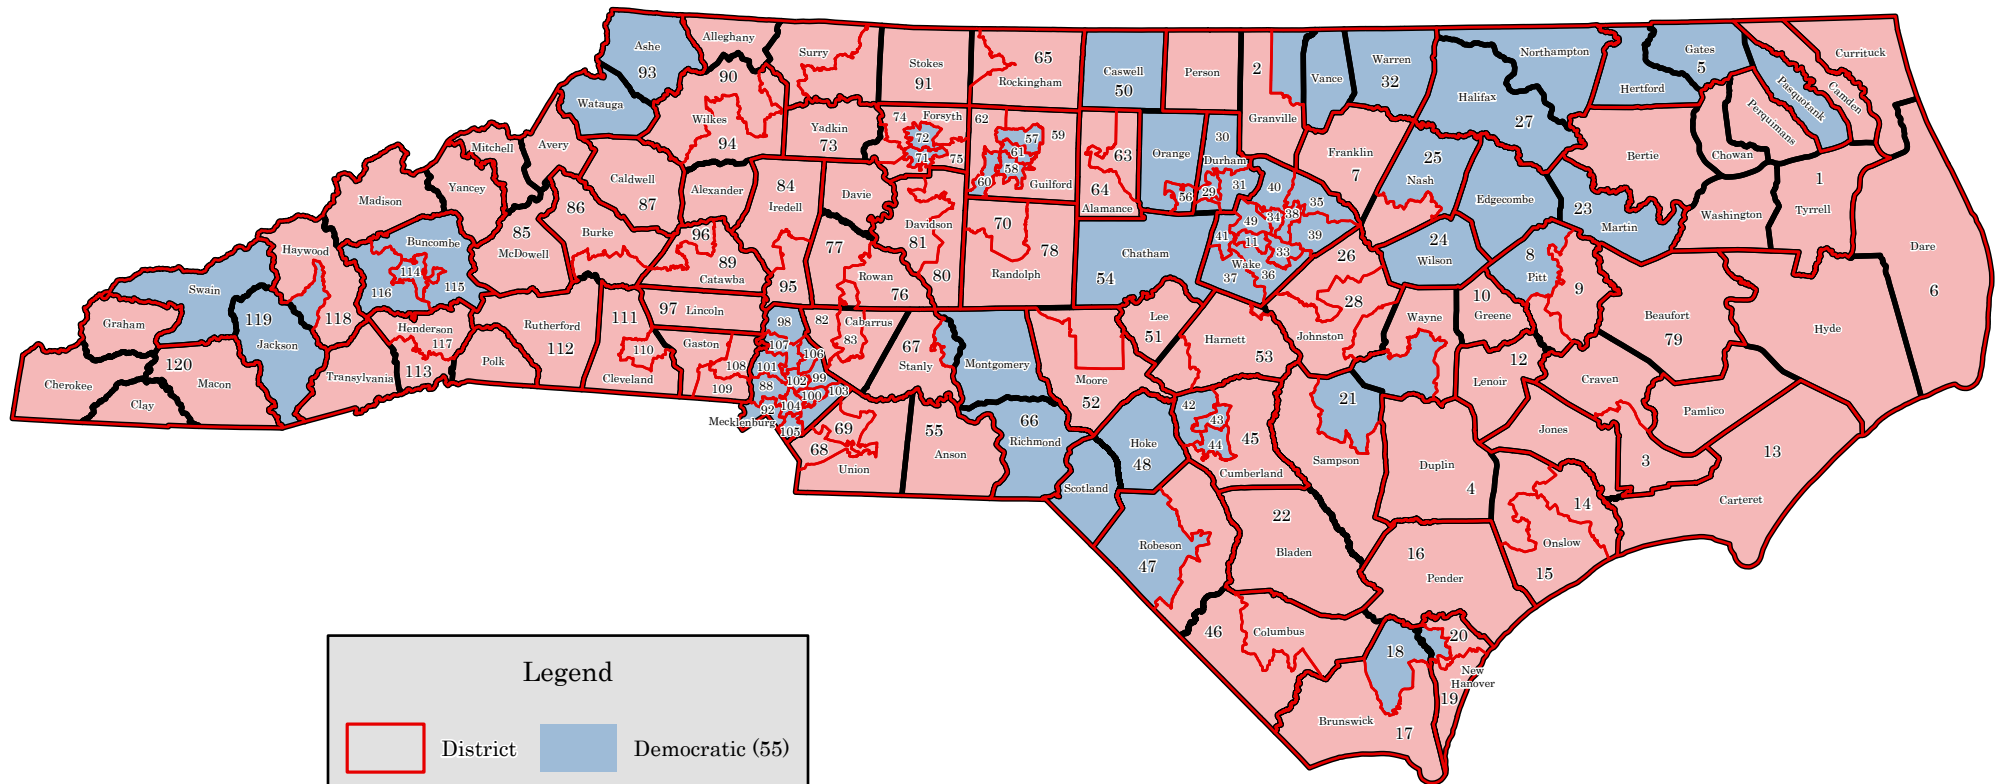 Ashe
93
Watauga
Alleghany
90
Surry
Wilkes
94
Stokes
91
65
Rockingham
Caswell
50
Person
2
Granville
Vance
Warren
32
Northampton
Halifax
27
Hertford
Gates
5
Pasquotank
Camden
Currituck
Perquimans
Chowan
Bertie
Washington
1
Tyrrell
Dare
6
Mitchell
Avery
Yancey
Madison
Caldwell
87
Alexander
Yadkin
73
84
Iredell
Davie
74
Forsyth
72
71
75
62
57
59
61
58
60
Guilford
63
64
Alamance
Orange
56
30
Durham
29
31
40
35
49
34
38
41
11
39
Wake
33
37
36
Franklin
7
25
Nash
Edgecombe
23
Martin
24
Wilson
86
Burke
85
McDowell
96
89
Catawba
77
Davidson
81
80
70
78
Randolph
Chatham
54
Haywood
Buncombe
114
116
115
Swain
119
Jackson
118
Graham
120
Macon
Cherokee
Clay
Transylvania
Henderson
117
113
Polk
Rutherford
112
111
110
Cleveland
97
Lincoln
Gaston
108
109
95
Rowan
76
98
82
Cabarrus
83
107
106
101
102
99
88
103
100
92
104
105
Mecklenburg
67
Stanly
Montgomery
69
68
Union
55
Anson
66
Richmond
Scotland
Moore
52
Lee
51
Harnett
53
26
28
Johnston
Wayne
10
Greene
8
Pitt
9
Beaufort
79
Hyde
12
Lenoir
Craven
Pamlico
Jones
3
13
Carteret
Hoke
48
42
43
44
45
Cumberland
21
Sampson
Duplin
4
14
Onslow
15
Robeson
47
22
Bladen
16
Pender
46
Columbus
18
20
New
Hanover
19
Brunswick
17
Legend
District
Democratic (55)